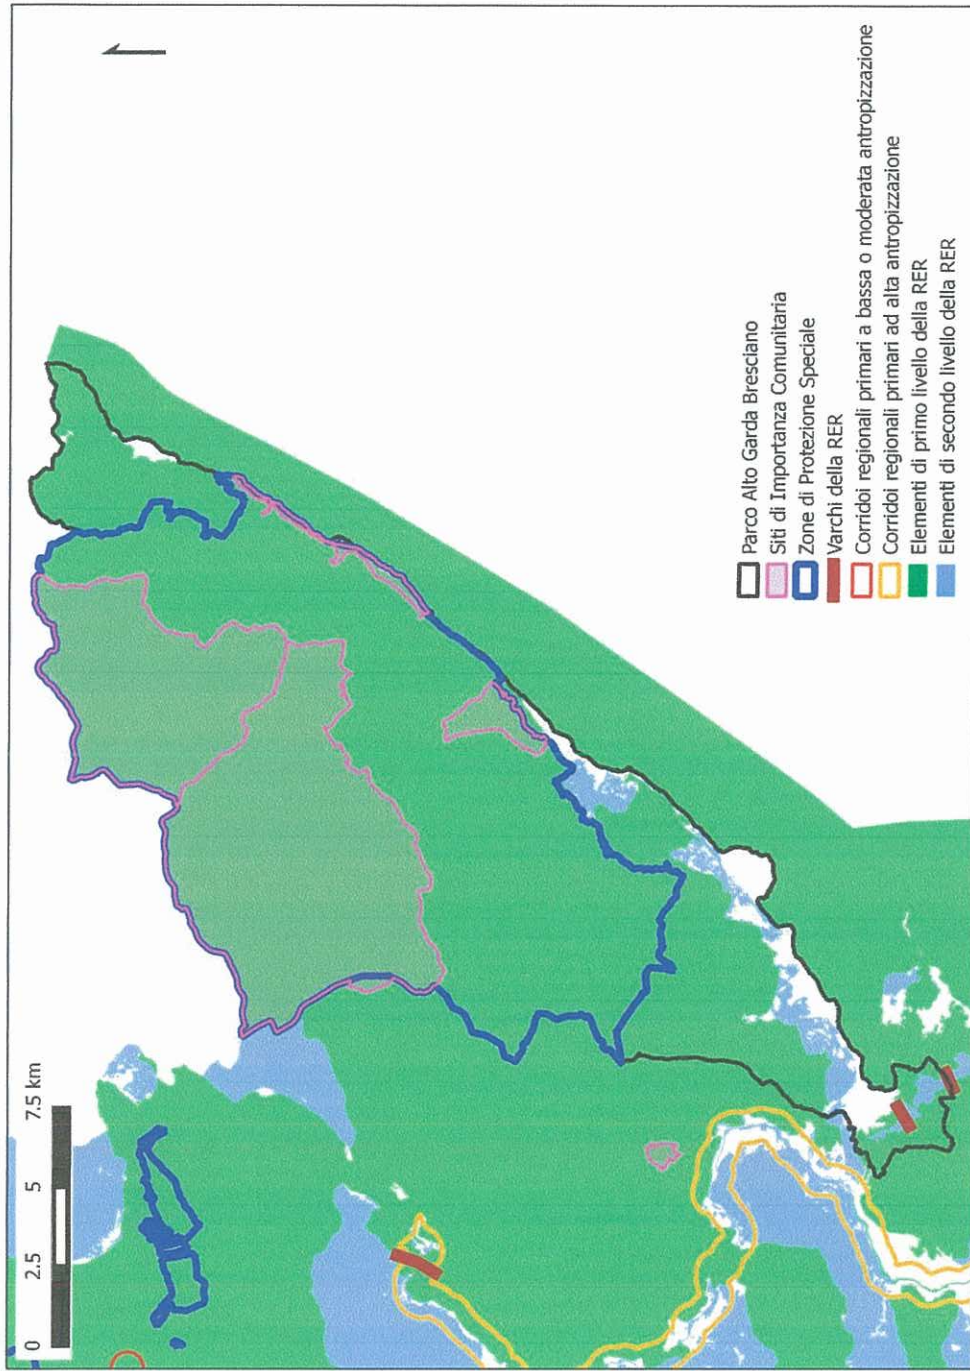 0 2.5 5 7.5 km
Parco Alto Garda Bresciano
Siti di Importanza Comunitaria
Zone di Protezione Speciale
Varchi della RER
Corridoi regionali primari a bassa o moderata antropizzazione
Corridoi regionali primari ad alta antropizzazione
Elementi di primo livello della RER
Elementi di secondo livello della RER